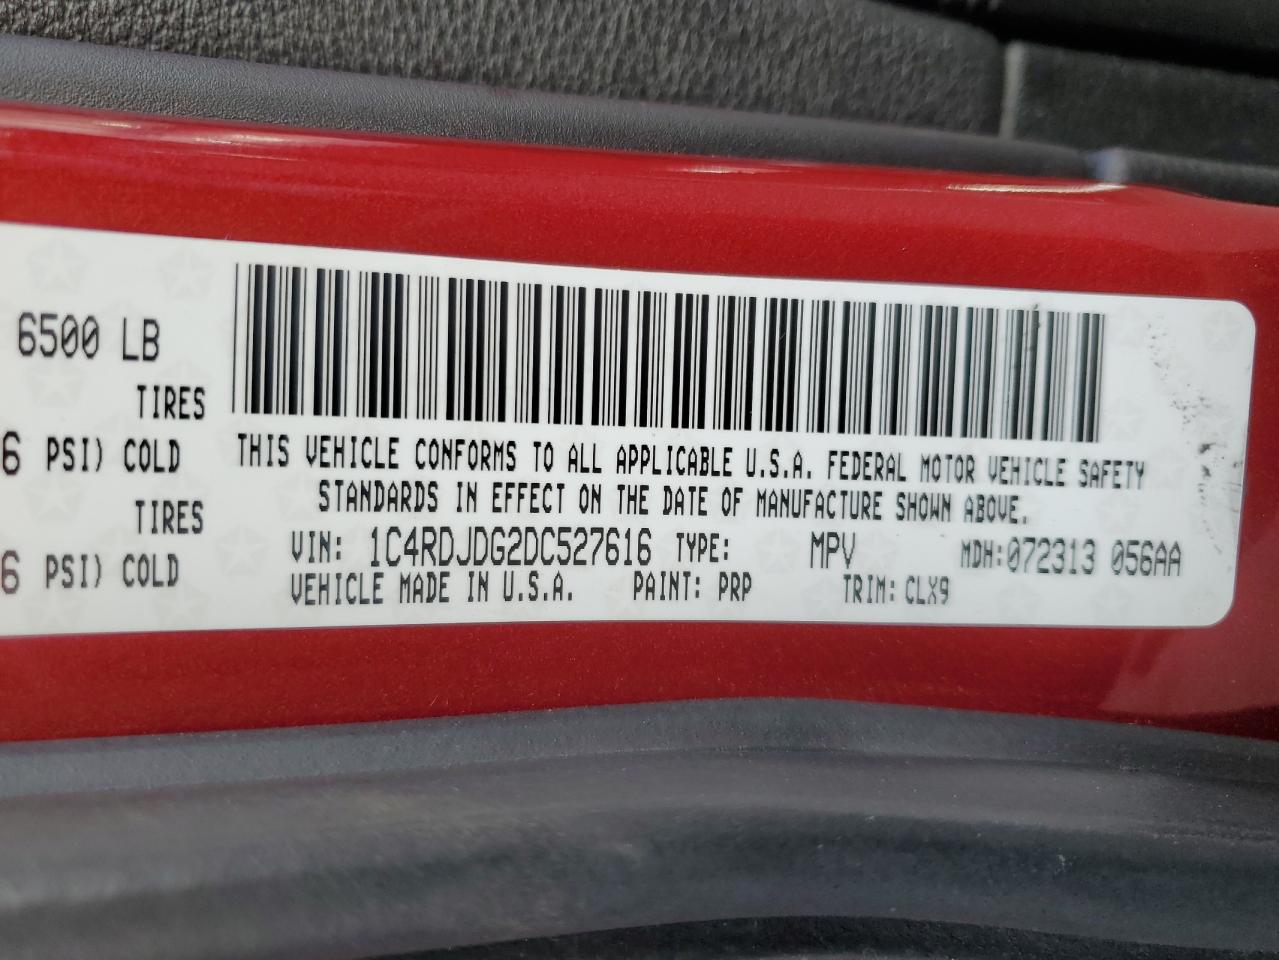 6500 LB
TIRES
6 PSI) COLD
TIRES
6 PSI) COLD
THIS VEHICLE CONFORMS TO ALL APPLICABLE U.S.A. FEDERAL MOTOR VEHICLE SAFETY
STANDARDS IN EFFECT ON THE DATE OF MANUFACTURE SHOWN ABOVE.
VIN: 1C4RDJDG2DC527616 TYPE: MPV MDH:072313 056AA
VEHICLE MADE IN U.S.A. PAINT: PRP TRIM: CLX9